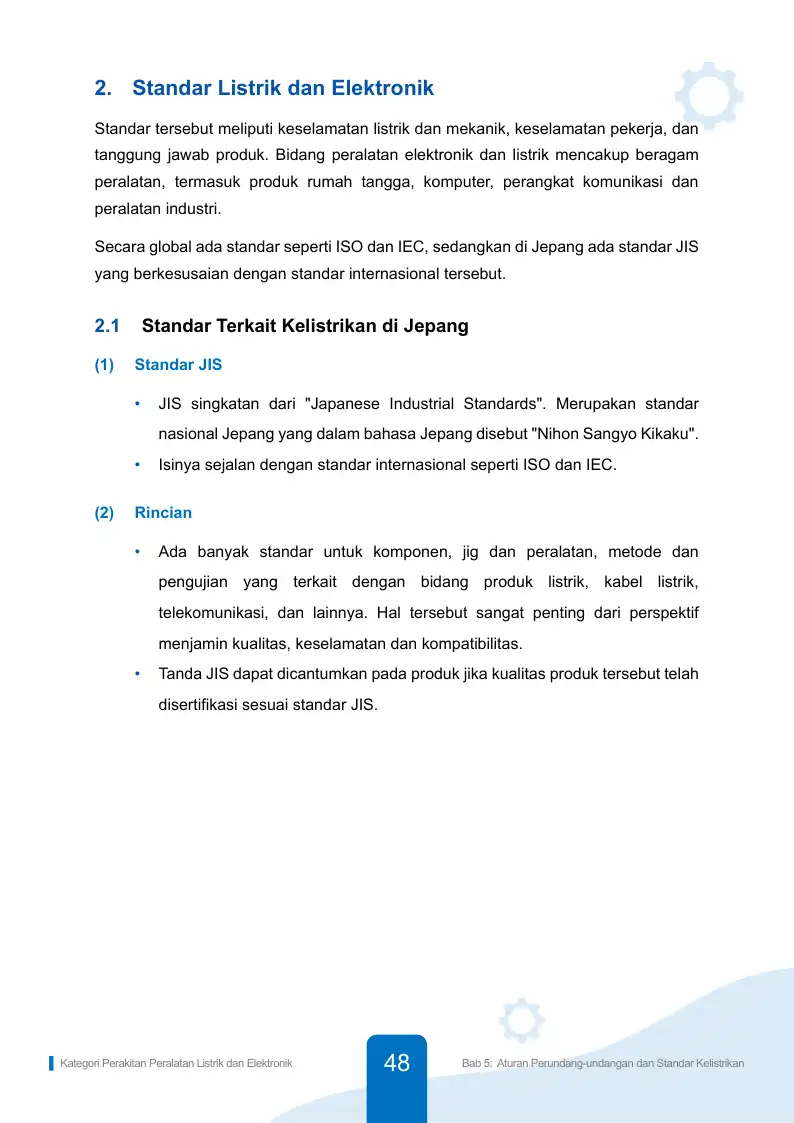 2. Standar Listrik dan Elektronik
Standar tersebut meliputi keselamatan listrik dan mekanik, keselamatan pekerja, dan
tanggung jawab produk. Bidang peralatan elektronik dan listrik mencakup beragam
peralatan, termasuk produk rumah tangga, komputer, perangkat komunikasi dan
peralatan industri.
Secara global ada standar seperti ISO dan IEC, sedangkan di Jepang ada standar JIS
yang berkesusaian dengan standar internasional tersebut.
2.1 Standar Terkait Kelistrikan di Jepang
(1) Standar JIS
• JIS singkatan dari "Japanese Industrial Standards". Merupakan standar
nasional Jepang yang dalam bahasa Jepang disebut "Nihon Sangyo Kikaku".
• Isinya sejalan dengan standar internasional seperti ISO dan IEC.
(2) Rincian
• Ada banyak standar untuk komponen, jig dan peralatan, metode dan
pengujian yang terkait dengan bidang produk listrik, kabel listrik,
telekomunikasi, dan lainnya. Hal tersebut sangat penting dari perspektif
menjamin kualitas, keselamatan dan kompatibilitas.
• Tanda JIS dapat dicantumkan pada produk jika kualitas produk tersebut telah
disertifikasi sesuai standar JIS.
Kategori Perakitan Peralatan Listrik dan Elektronik
48
Bab 5: Aturan Perundang-undangan dan Standar Kelistrikan